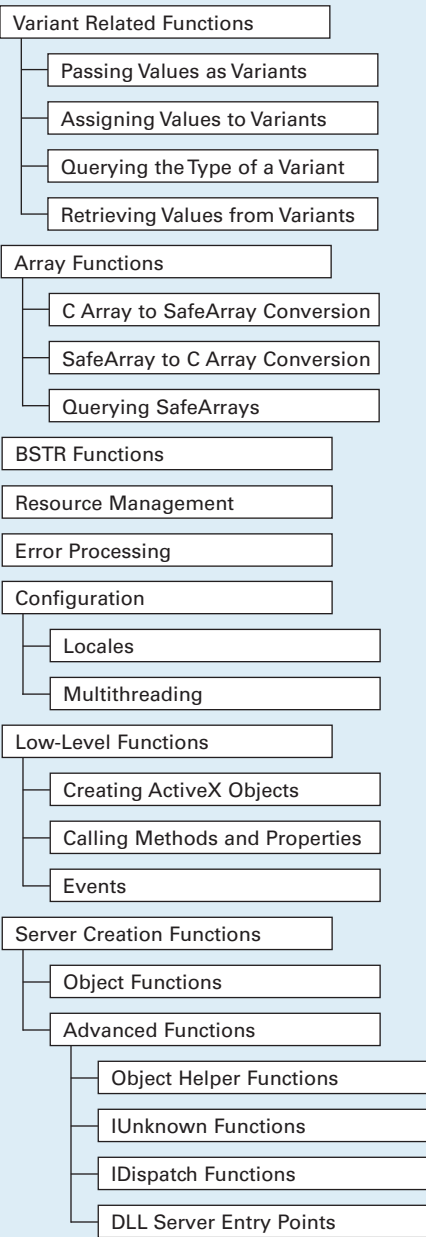 Variant Related Functions
Passing Values as Variants
Assigning Values to Variants
Querying the Type of a Variant
Retrieving Values from Variants
Array Functions
C Array to SafeArray Conversion
SafeArray to C Array Conversion
Querying SafeArrays
BSTR Functions
Resource Management
Error Processing
Configuration
Locales
Multithreading
Low-Level Functions
Creating ActiveX Objects
Calling Methods and Properties
Events
Server Creation Functions
Object Functions
Advanced Functions
Object Helper Functions
IUnknown Functions
IDispatch Functions
DLL Server Entry Points